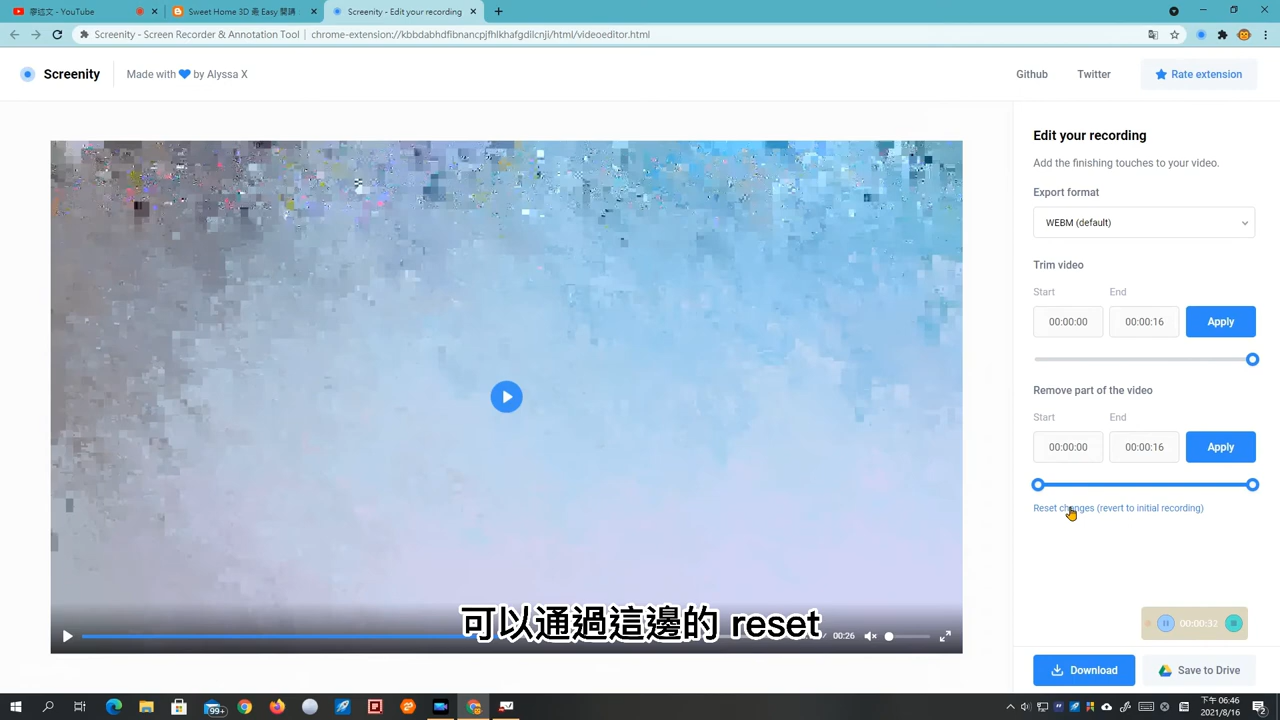 廖述文 - YouTube
Sweet Home 3D 最 Easy 開講
Screenity - Edit your recording
Screenity - Screen Recorder & Annotation Tool | chrome-extension://kbbdabhdfibnancpjfhlkhafgdilcnji/html/videoeditor.html
Screenity
Made with by Alyssa X
Github
Twitter
Rate extension
Edit your recording
Add the finishing touches to your video.
Export format
WEBM (default)
Trim video
Start
End
00:00:00
00:00:16
Apply
Remove part of the video
Start
End
00:00:00
00:00:16
Apply
Reset changes (revert to initial recording)
可以通過這邊的 reset
00:26
00:00:32
Download
Save to Drive
99+
下午 06:46
2021/8/16
2